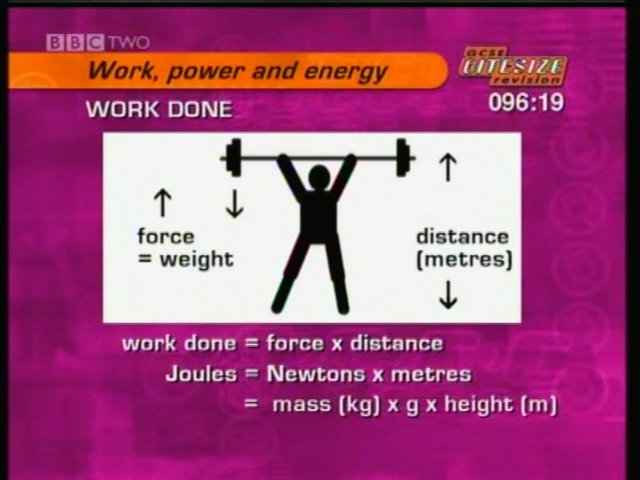 BBC TWO
Work, power and energy
GCSE
BITESIZE
revision
WORK DONE
096:19
force
= weight
distance
(metres)
work done = force x distance
Joules = Newtons x metres
= mass (kg) x g x height (m)